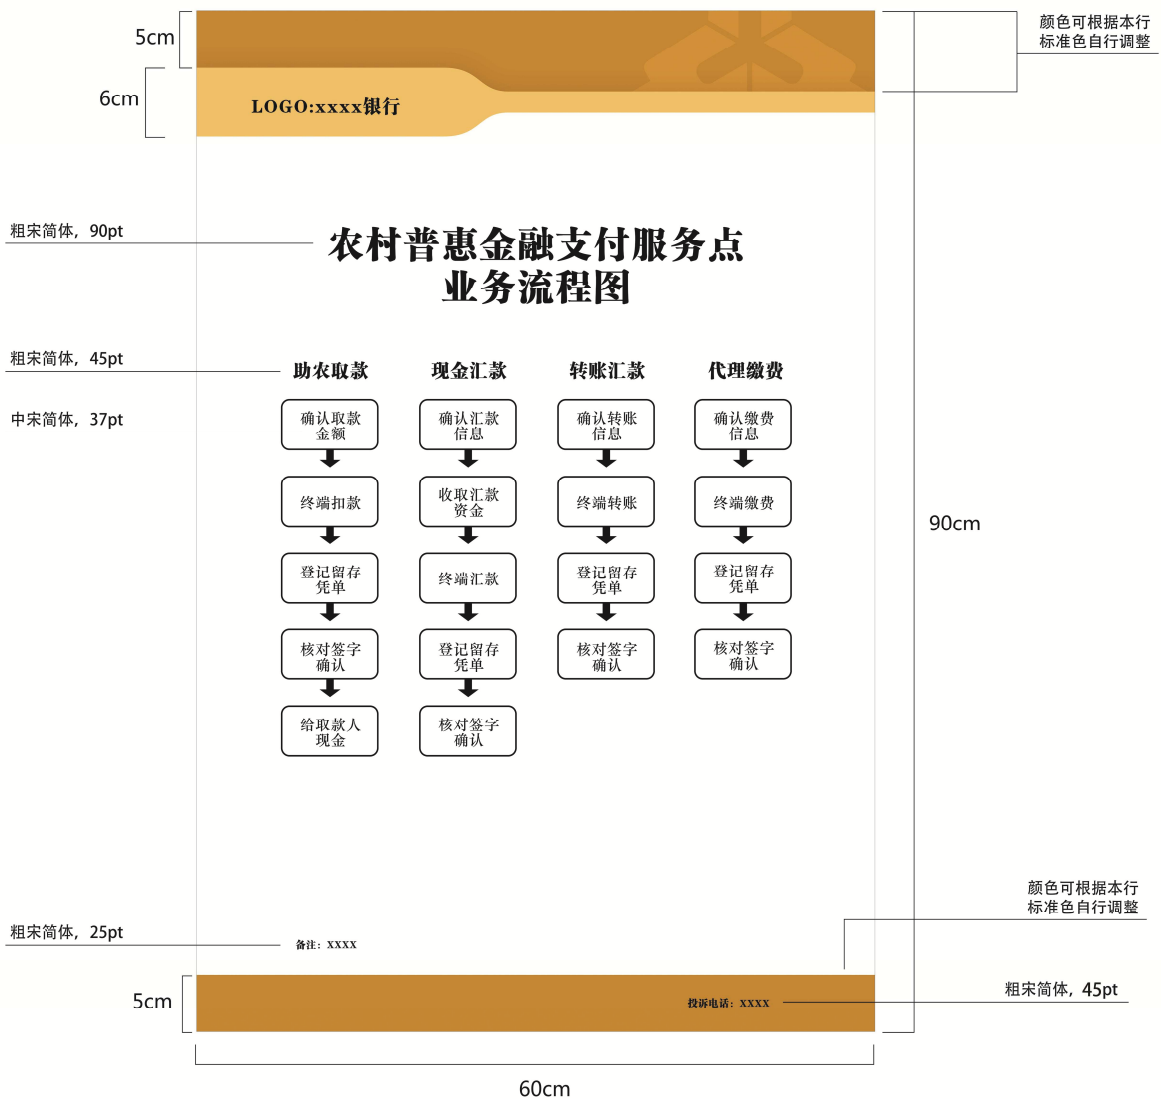 5cm
颜色可根据本行
标准色自行调整
6cm
LOGO:xxxx银行
粗宋简体，90pt
农村普惠金融支付服务点
业务流程图
粗宋简体，45pt
助农取款
现金汇款
转账汇款
代理缴费
中宋简体，37pt
确认取款
金额
确认汇款
信息
确认转账
信息
确认缴费
信息
终端扣款
收取汇款
资金
终端转账
终端缴费
90cm
登记留存
凭单
终端汇款
登记留存
凭单
登记留存
凭单
核对签字
确认
登记留存
凭单
核对签字
确认
核对签字
确认
给取款人
现金
核对签字
确认
颜色可根据本行
标准色自行调整
粗宋简体，25pt
备注：XXXX
5cm
投诉电话：XXXX
粗宋简体，45pt
60cm